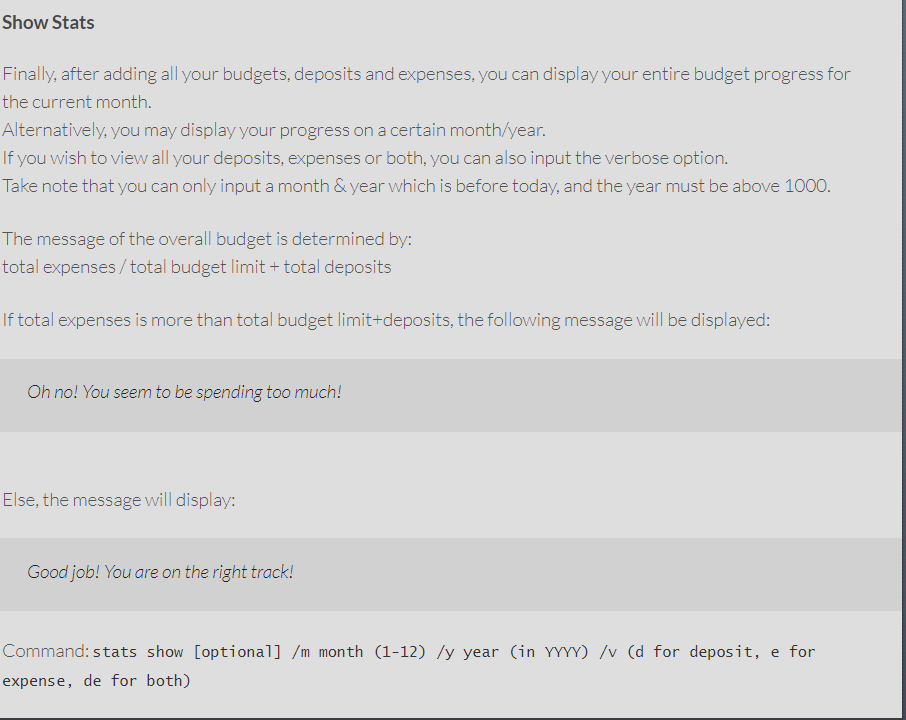 Show Stats
Finally, after adding all your budgets, deposits and expenses, you can display your entire budget progress for
the current month.
Alternatively, you may display your progress on a certain month/year.
If you wish to view all your deposits, expenses or both, you can also input the verbose option.
Take note that you can only input a month & year which is before today, and the year must be above 1000.
The message of the overall budget is determined by:
total expenses / total budget limit + total deposits
If total expenses is more than total budget limit+deposits, the following message will be displayed:
Oh no! You seem to be spending too much!
Else, the message will display:
Good job! You are on the right track!
Command: stats show [optional] /m month (1-12) /y year (in YYYY) /v (d for deposit, e for
expense, de for both)